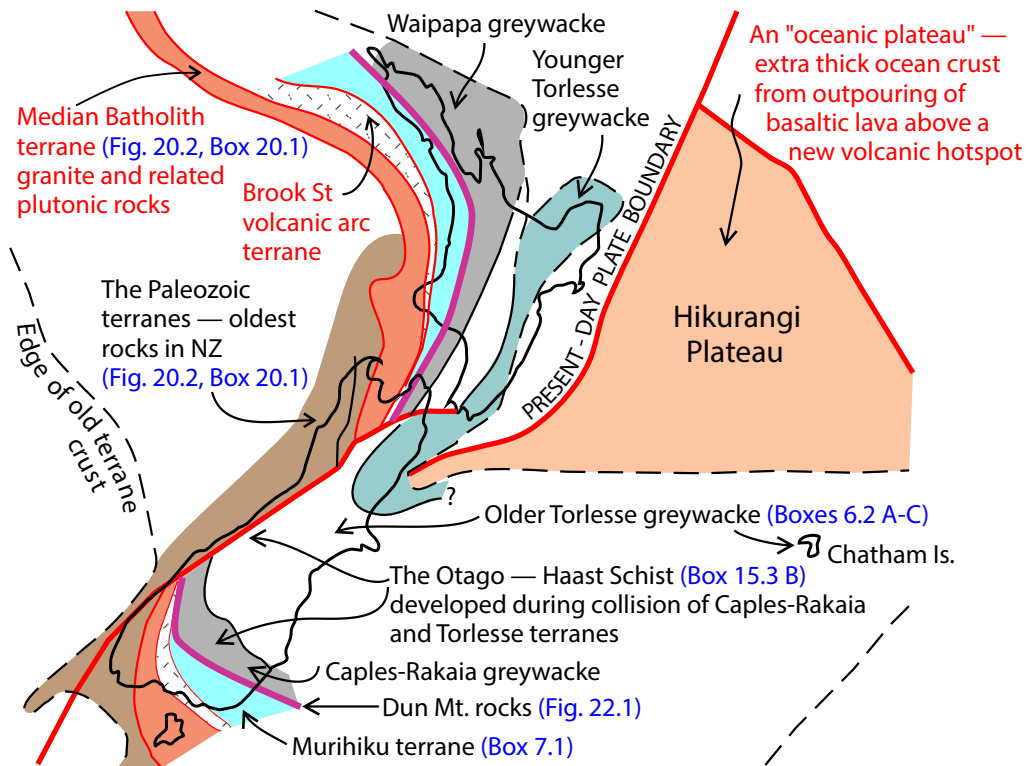 Waipapa greywacke
Younger
Torlesse
greywacke
An "oceanic plateau" —
extra thick ocean crust
from outpouring of
basaltic lava above a
new volcanic hotspot
Median Batholith
terrane (Fig. 20.2, Box 20.1)
granite and related
plutonic rocks
Brook St
volcanic arc
terrane
PRESENT - DAY PLATE BOUNDARY
The Paleozoic
terranes — oldest
rocks in NZ
(Fig. 20.2, Box 20.1)
Hikurangi
Plateau
Edge of old terrane
crust
?
Older Torlesse greywacke (Boxes 6.2 A-C)
Chatham Is.
The Otago — Haast Schist (Box 15.3 B)
developed during collision of Caples-Rakaia
and Torlesse terranes
Caples-Rakaia greywacke
Dun Mt. rocks (Fig. 22.1)
Murihiku terrane (Box 7.1)